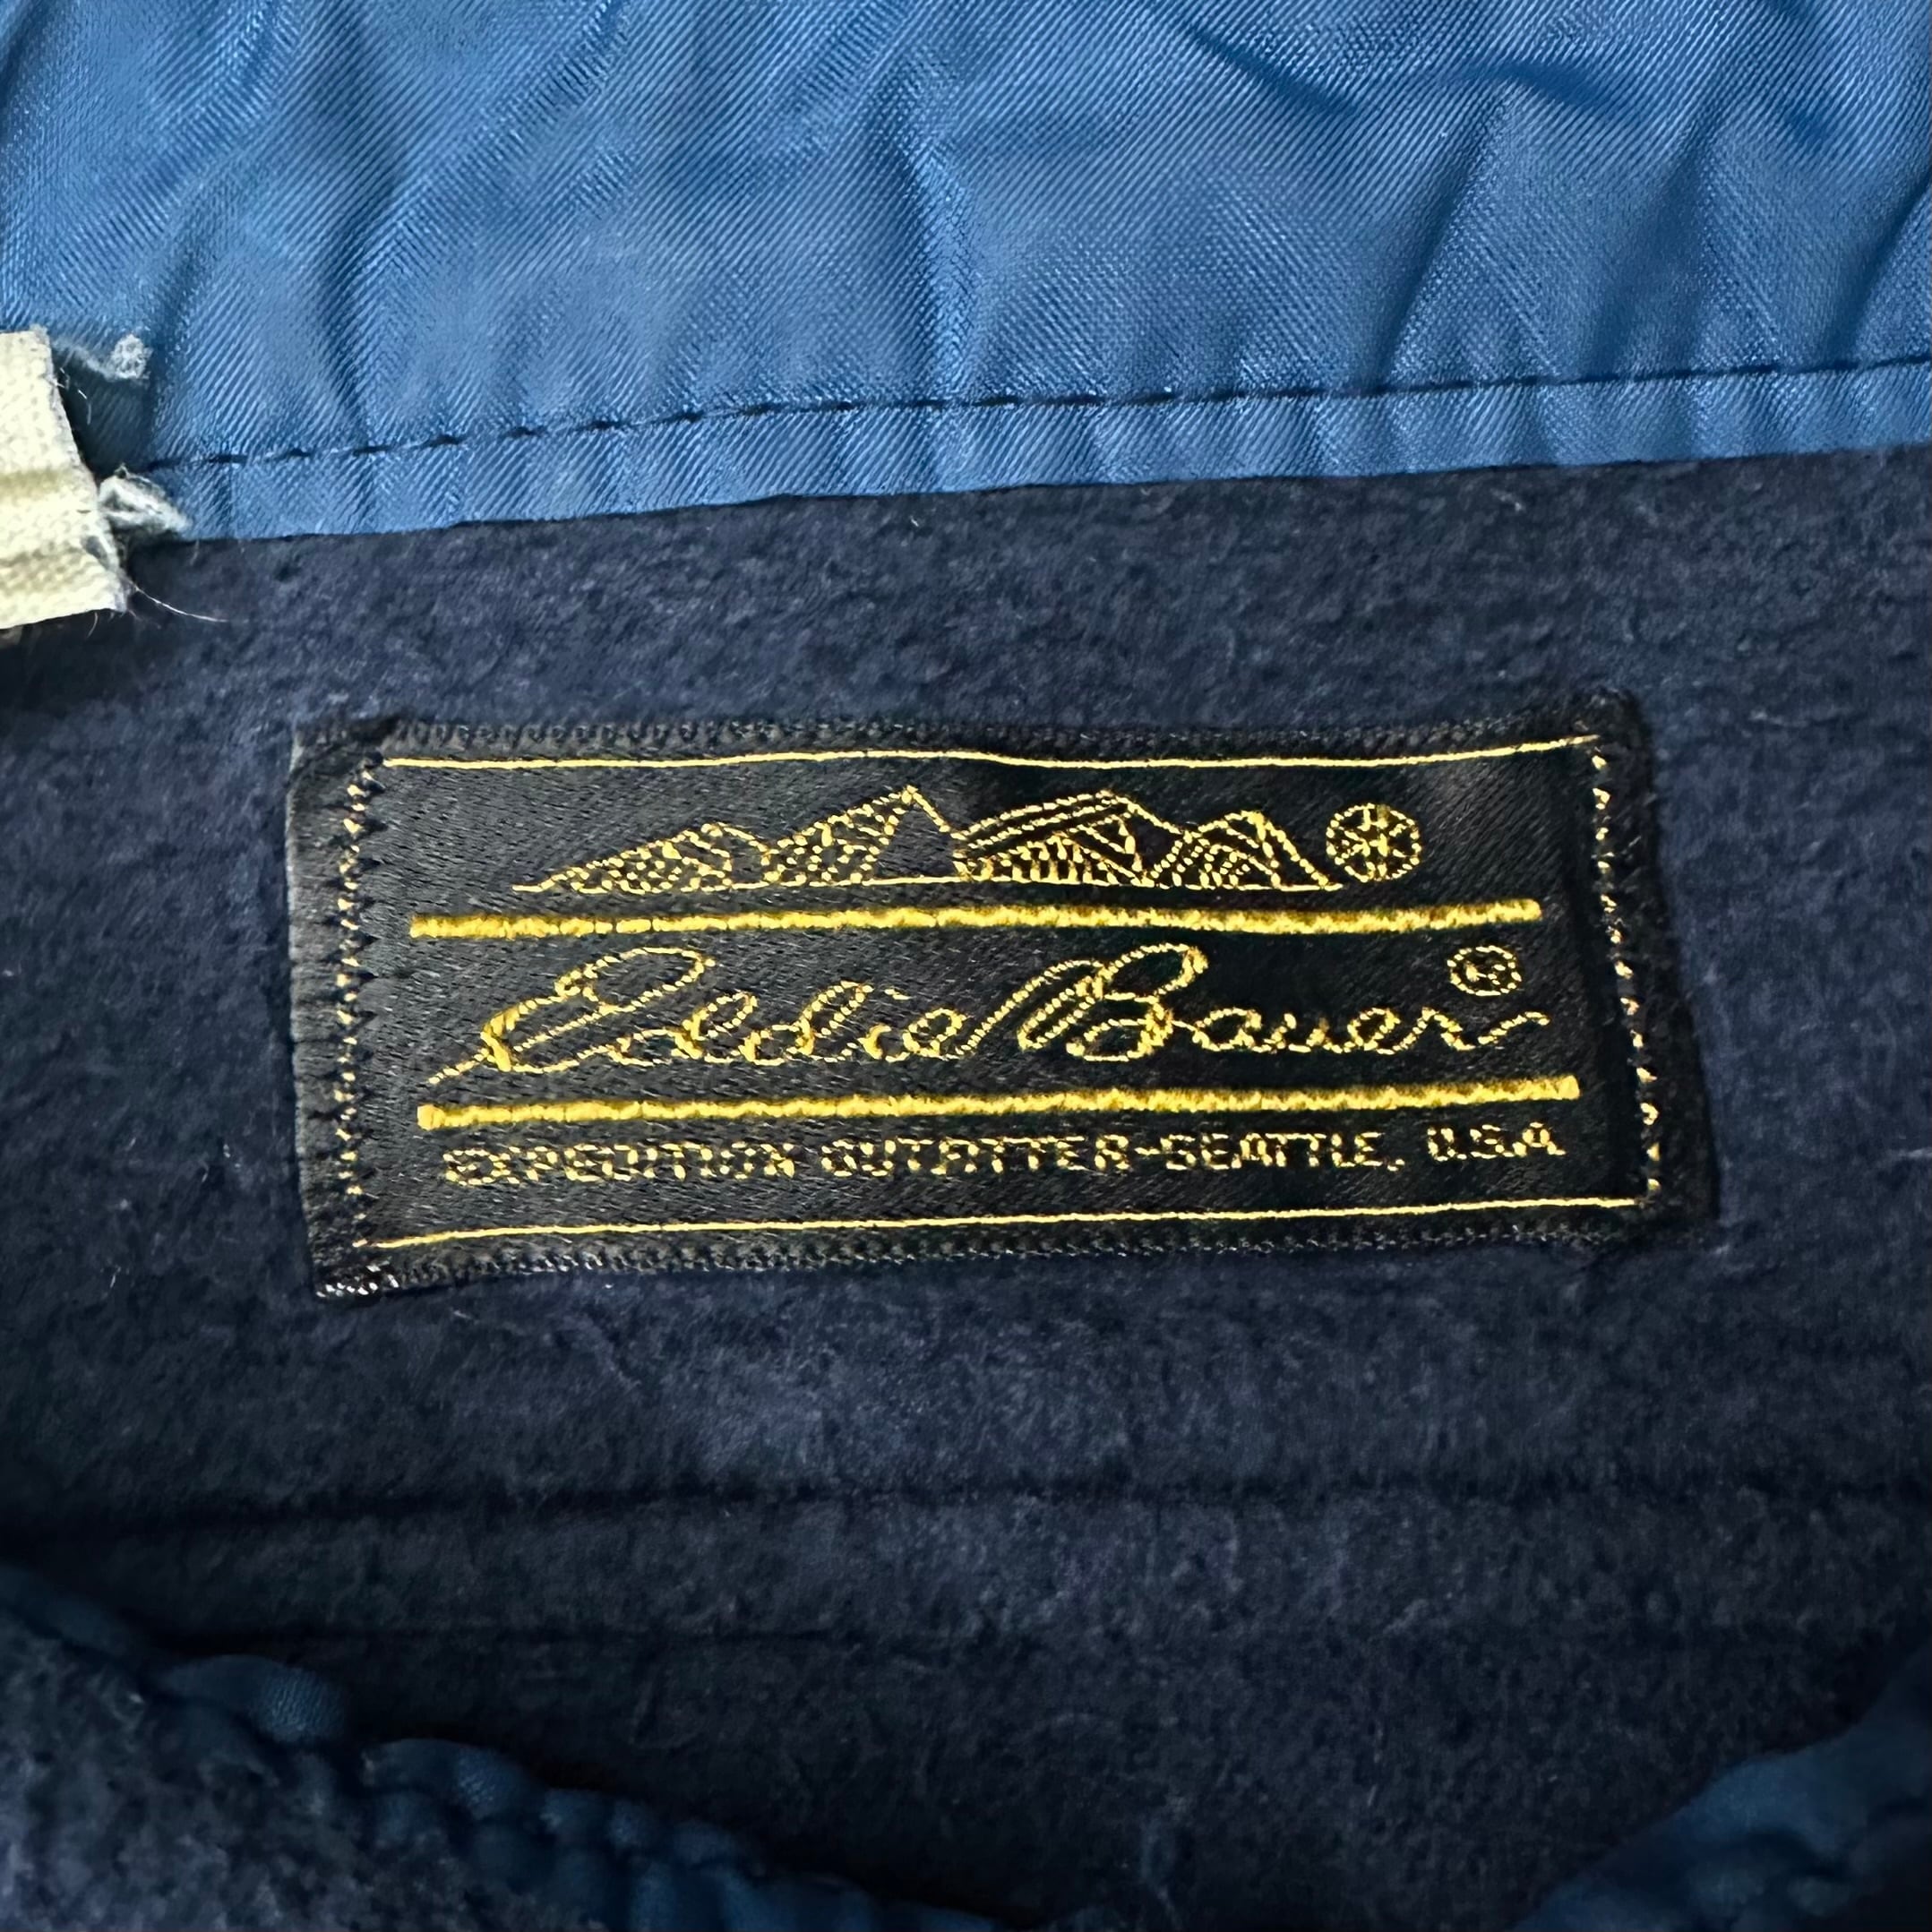 Eddie Bauer®
EXPEDITION OUTFITTER-SEATTLE, U.S.A